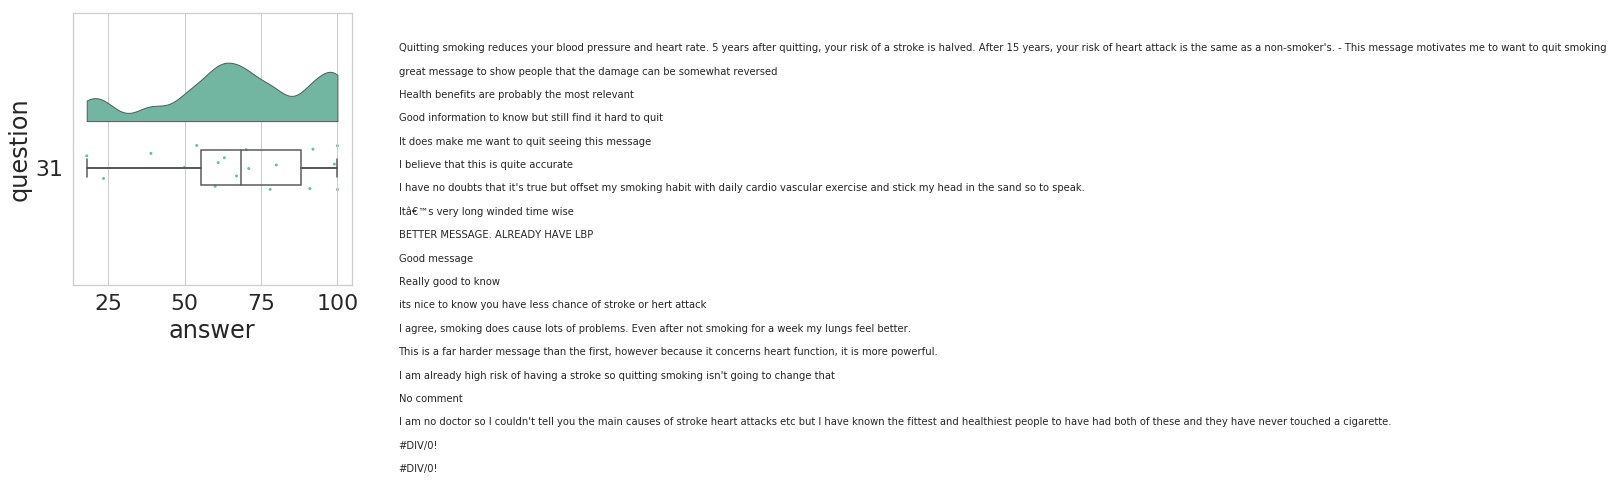 Quitting smoking reduces your blood pressure and heart rate. 5 years after quitting, your risk of a stroke is halved. After 15 years, your risk of heart attack is the same as a non-smoker's. - This message motivates me to want to quit smoking
great message to show people that the damage can be somewhat reversed
Health benefits are probably the most relevant
Good information to know but still find it hard to quit
It does make me want to quit seeing this message
I believe that this is quite accurate
I have no doubts that it's true but offset my smoking habit with daily cardio vascular exercise and stick my head in the sand so to speak.
Itâ€™s very long winded time wise
BETTER MESSAGE. ALREADY HAVE LBP
Good message
Really good to know
its nice to know you have less chance of stroke or hert attack
I agree, smoking does cause lots of problems. Even after not smoking for a week my lungs feel better.
This is a far harder message than the first, however because it concerns heart function, it is more powerful.
I am already high risk of having a stroke so quitting smoking isn't going to change that
No comment
I am no doctor so I couldn't tell you the main causes of stroke heart attacks etc but I have known the fittest and healthiest people to have had both of these and they have never touched a cigarette.
#DIV/0!
#DIV/0!
question
31
25 50 75 100
answer